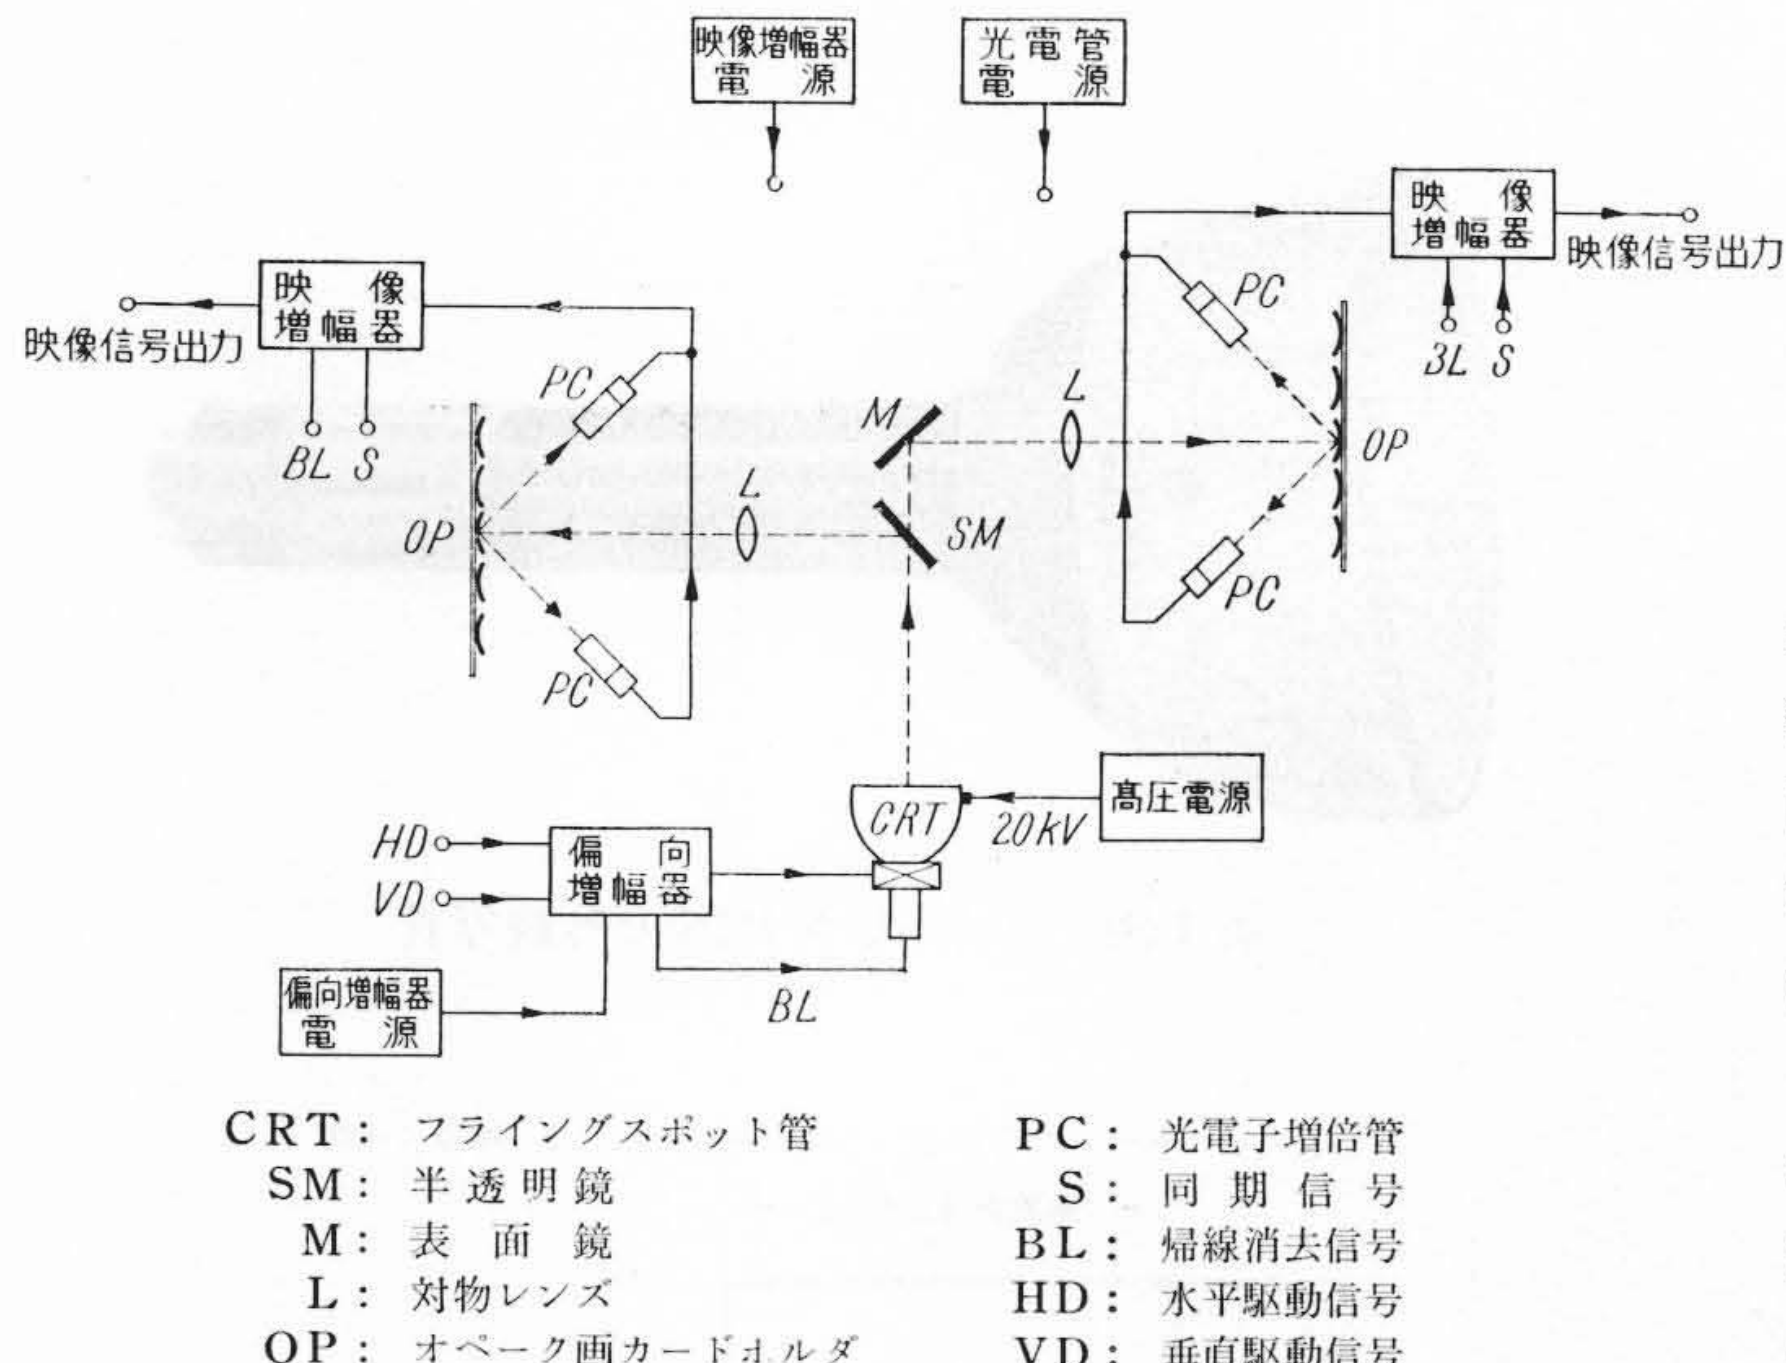 映像増幅器
電源
光電管
電源
映像
増幅器
映像信号出力
BL S
PC
OP
PC
映像
増幅器
映像信号出力
BL S
PC
OP
PC
L
M
L
SM
CRT
20kV
高圧電源
HD
VD
偏向
増幅器
偏向増幅器
電源
BL
CRT： フライングスポット管
SM： 半透明鏡
M： 表面鏡
L： 対物レンズ
OP： オペーク画カードホルダ
PC： 光電子増倍管
S： 同期信号
BL： 帰線消去信号
HD： 水平駆動信号
VD： 垂直駆動信号